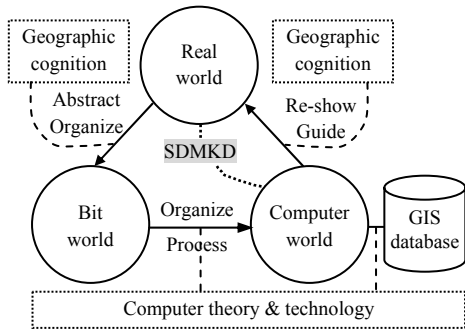 Geographic
cognition
Real
world
Geographic
cognition
Abstract
Organize
Re-show
Guide
SDMKD
Bit
world
Organize
Process
Computer
world
GIS
database
Computer theory & technology